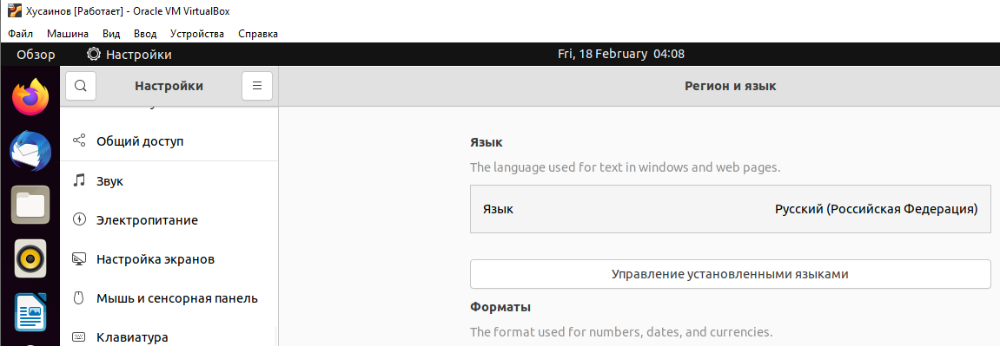 Хусаинов [Работает] - Oracle VM VirtualBox
Файл Машина Вид Ввод Устройства Справка
Обзор Настройки Fri, 18 February 04:08
Настройки Регион и язык
Общий доступ
Звук
Электропитание
Настройка экранов
Мышь и сенсорная панель
Клавиатура
Язык
The language used for text in windows and web pages.
Язык Русский (Российская Федерация)
Управление установленными языками
Форматы
The format used for numbers, dates, and currencies.